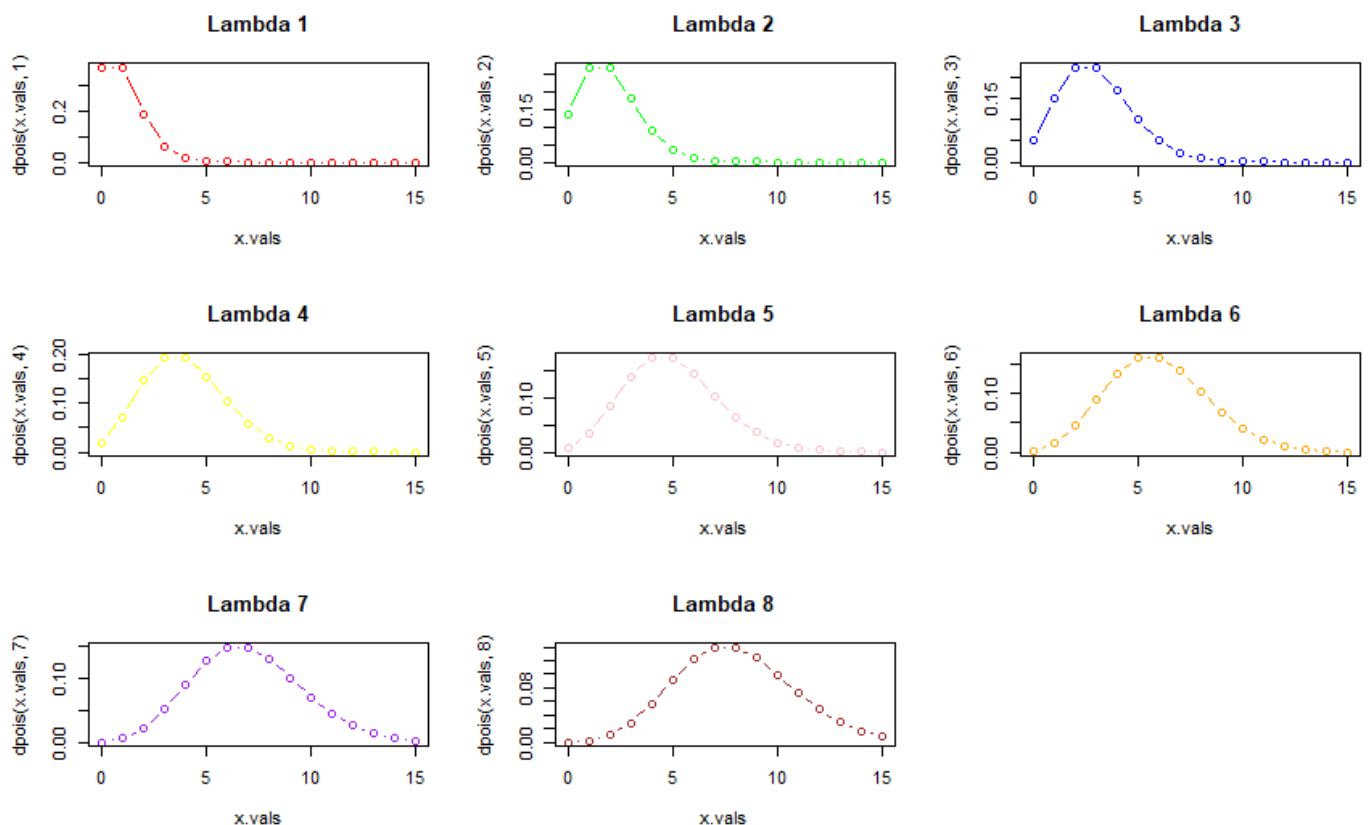 Lambda 1
dpois(x.vals, 1)
0.0 0.2
0 5 10 15
x.vals
Lambda 2
dpois(x.vals, 2)
0.00 0.15
0 5 10 15
x.vals
Lambda 3
dpois(x.vals, 3)
0.00 0.15
0 5 10 15
x.vals
Lambda 4
dpois(x.vals, 4)
0.00 0.10 0.20
0 5 10 15
x.vals
Lambda 5
dpois(x.vals, 5)
0.00 0.10
0 5 10 15
x.vals
Lambda 6
dpois(x.vals, 6)
0.00 0.10
0 5 10 15
x.vals
Lambda 7
dpois(x.vals, 7)
0.00 0.10
0 5 10 15
x.vals
Lambda 8
dpois(x.vals, 8)
0.00 0.08
0 5 10 15
x.vals